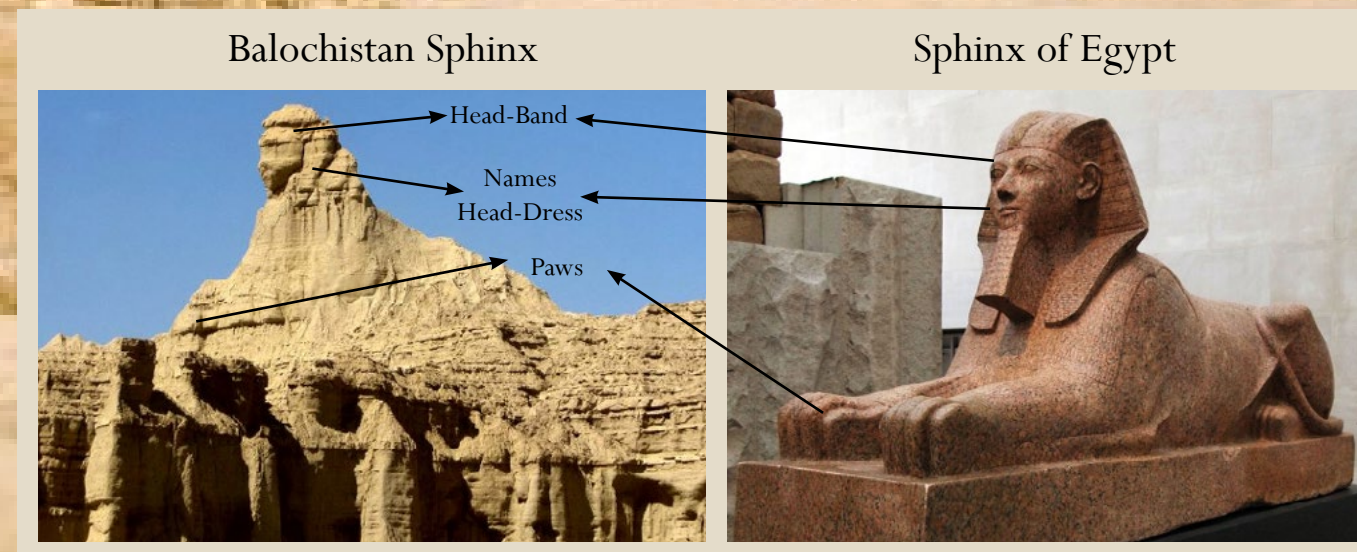 Balochistan Sphinx
Sphinx of Egypt
Head-Band
Names
Head-Dress
Paws